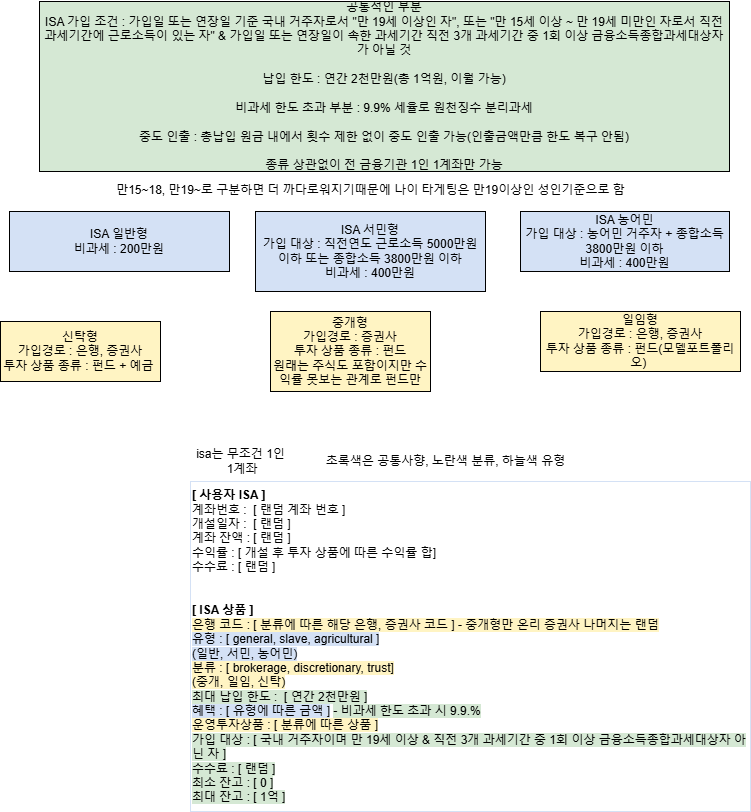 공통적인 부분
ISA 가입 조건 : 가입일 또는 연장일 기준 국내 거주자로서 "만 19세 이상인 자", 또는 "만 15세 이상 ~ 만 19세 미만인 자로서 직전
과세기간에 근로소득이 있는 자" & 가입일 또는 연장일이 속한 과세기간 직전 3개 과세기간 중 1회 이상 금융소득종합과세대상자
가 아닐 것
납입 한도 : 연간 2천만원(총 1억원, 이월 가능)
비과세 한도 초과 부분 : 9.9% 세율로 원천징수 분리과세
중도 인출 : 총납입 원금 내에서 횟수 제한 없이 중도 인출 가능(인출금액만큼 한도 복구 안됨)
종류 상관없이 전 금융기관 1인 1계좌만 가능
만15~18, 만19~로 구분하면 더 까다로워지기때문에 나이 타게팅은 만19이상인 성인기준으로 함
ISA 일반형
비과세 : 200만원
ISA 서민형
가입 대상 : 직전연도 근로소득 5000만원
이하 또는 종합소득 3800만원 이하
비과세 : 400만원
ISA 농어민
가입 대상 : 농어민 거주자 + 종합소득
3800만원 이하
비과세 : 400만원
신탁형
가입경로 : 은행, 증권사
투자 상품 종류 : 펀드 + 예금
중개형
가입경로 : 증권사
투자 상품 종류 : 펀드
원래는 주식도 포함이지만 수
익률 못보는 관계로 펀드만
일임형
가입경로 : 은행, 증권사
투자 상품 종류 : 펀드(모델포트폴리
오)
isa는 무조건 1인
1계좌
초록색은 공통사항, 노란색 분류, 하늘색 유형
[ 사용자 ISA ]
계좌번호 : [ 랜덤 계좌 번호 ]
개설일자 : [ 랜덤 ]
계좌 잔액 : [ 랜덤 ]
수익률 : [ 개설 후 투자 상품에 따른 수익률 합]
수수료 : [ 랜덤 ]
[ ISA 상품 ]
은행 코드 : [ 분류에 따른 해당 은행, 증권사 코드 ] - 중개형만 온리 증권사 나머지는 랜덤
유형 : [ general, slave, agricultural ]
(일반, 서민, 농어민)
분류 : [ brokerage, discretionary, trust]
(중개, 일임, 신탁)
최대 납입 한도 : [ 연간 2천만원 ]
혜택 : [ 유형에 따른 금액 ] - 비과세 한도 초과 시 9.9.%
운영투자상품 : [ 분류에 따른 상품 ]
가입 대상 : [ 국내 거주자이며 만 19세 이상 & 직전 3개 과세기간 중 1회 이상 금융소득종합과세대상자 아
닌 자 ]
수수료 : [ 랜덤 ]
최소 잔고 : [ 0 ]
최대 잔고 : [ 1억 ]